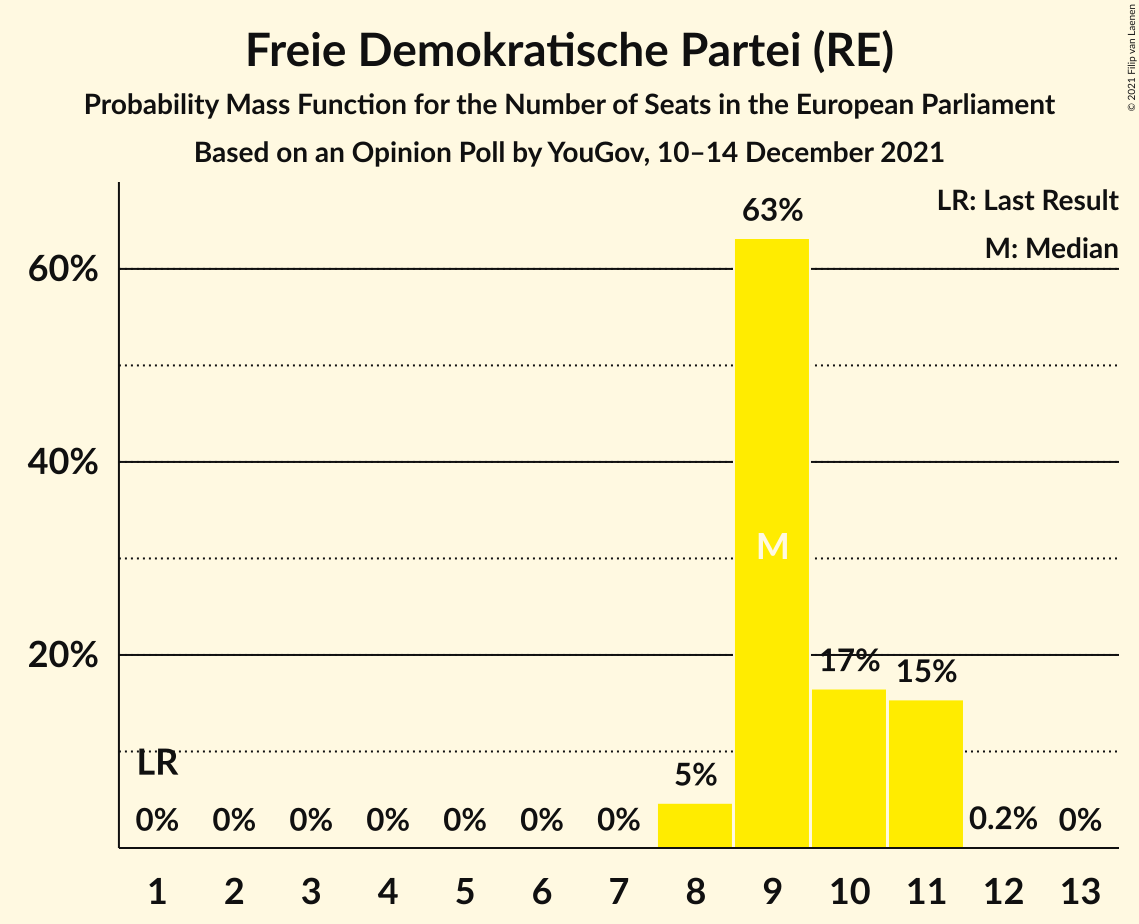 Freie Demokratische Partei (RE)
Probability Mass Function for the Number of Seats in the European Parliament
Based on an Opinion Poll by YouGov, 10–14 December 2021
© 2021 Filip van Laenen
LR: Last Result
M: Median
63%
60%
40%
M
20%
17%
15%
LR
5%
0% 0% 0% 0% 0% 0% 0% 0.2% 0%
1 2 3 4 5 6 7 8 9 10 11 12 13